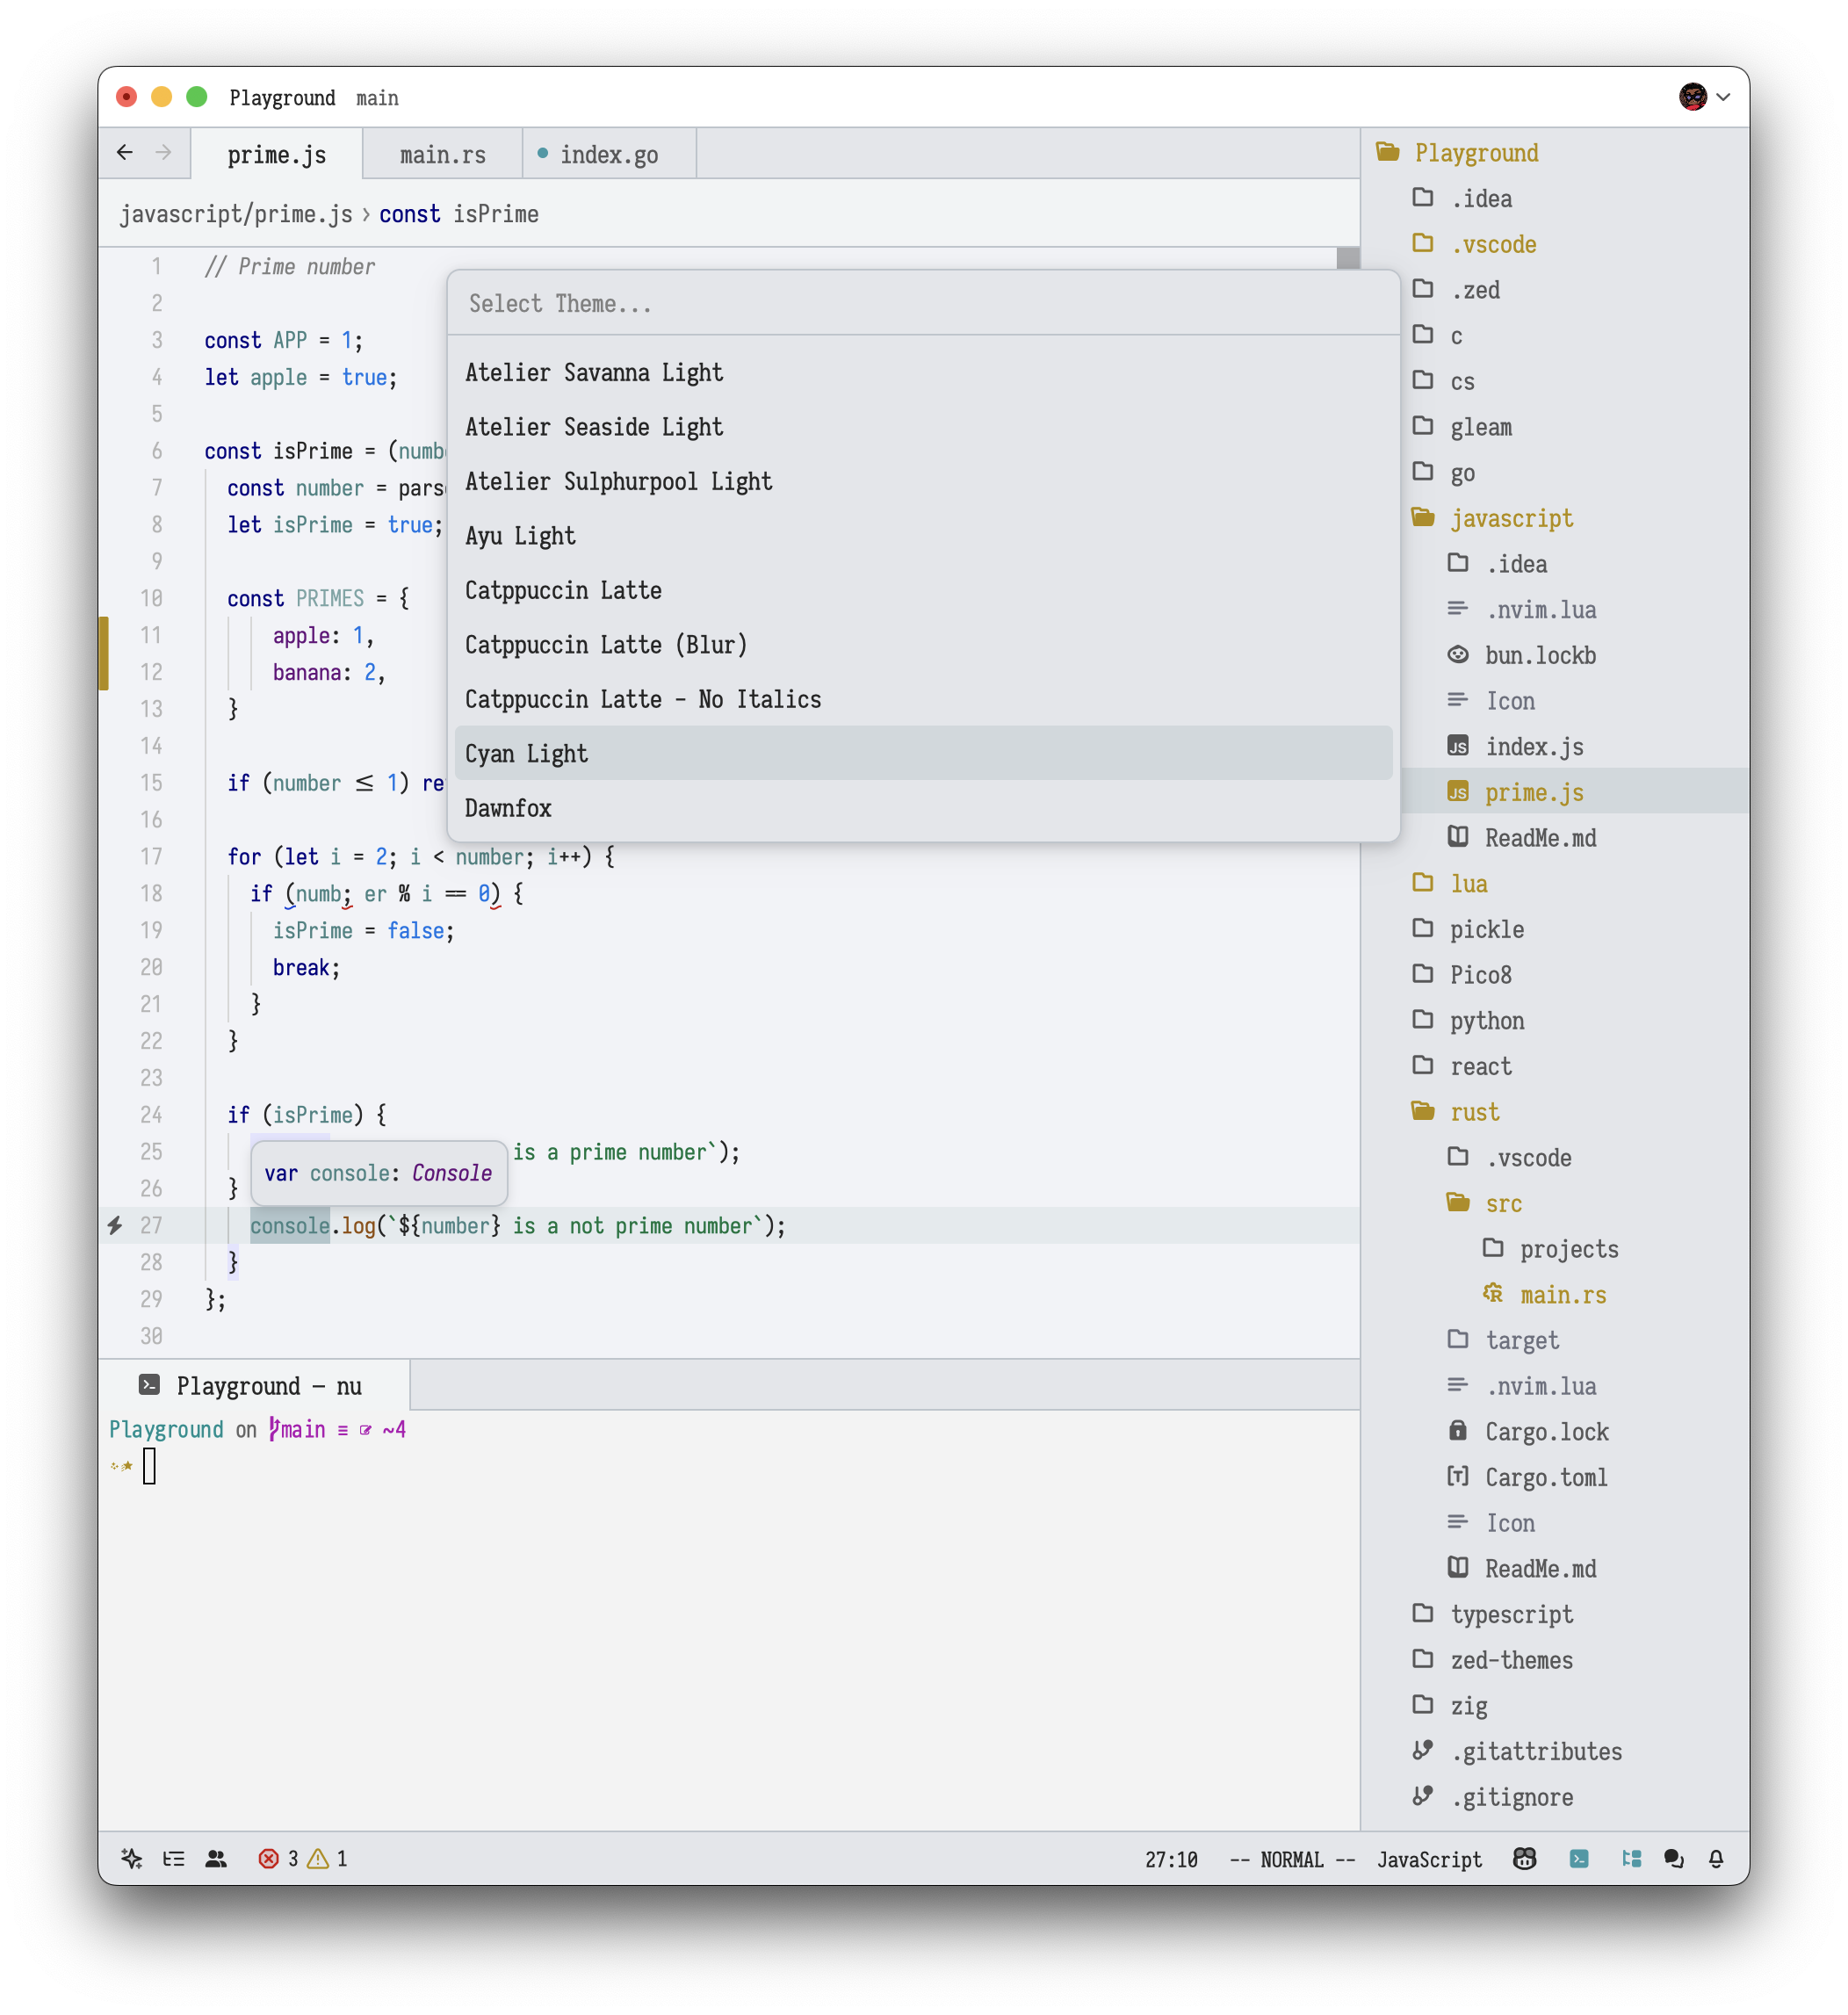 Playground main
prime.js
main.rs
index.go
javascript/prime.js › const isPrime
1 // Prime number
2
3 const APP = 1;
4 let apple = true;
5
6 const isPrime = (numb
7 const number = pars
8 let isPrime = true;
9
10 const PRIMES = {
11 apple: 1,
12 banana: 2,
13 }
14
15 if (number ≤ 1) re
16
17 for (let i = 2; i < number; i++) {
18 if (numb; er % i == 0) {
19 isPrime = false;
20 break;
21 }
22 }
23
24 if (isPrime) {
25 is a prime number`);
26 }
27 console.log(`${number} is a not prime number`);
28 }
29 };
30
var console: Console
Select Theme...
Atelier Savanna Light
Atelier Seaside Light
Atelier Sulphurpool Light
Ayu Light
Catppuccin Latte
Catppuccin Latte (Blur)
Catppuccin Latte - No Italics
Cyan Light
Dawnfox
Playground — nu
Playground on main ≡ ~4
Playground
.idea
.vscode
.zed
c
cs
gleam
go
javascript
.idea
.nvim.lua
bun.lockb
Icon
index.js
prime.js
ReadMe.md
lua
pickle
Pico8
python
react
rust
.vscode
src
projects
main.rs
target
.nvim.lua
Cargo.lock
Cargo.toml
Icon
ReadMe.md
typescript
zed-themes
zig
.gitattributes
.gitignore
3 1
27:10 -- NORMAL -- JavaScript